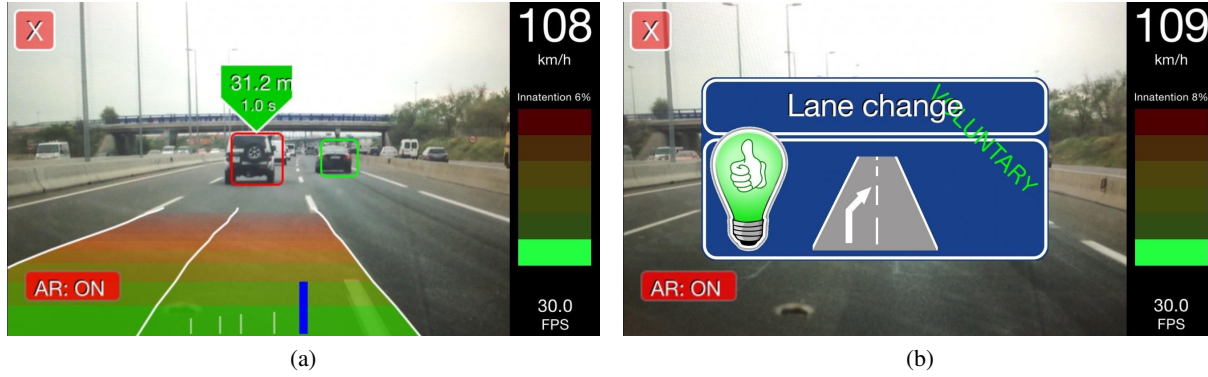 X
31.2 m
1.0 s
AR: ON
108
km/h
Innatention 6%
30.0
FPS
(a)
X
Lane change
VOLUNTARY
AR: ON
109
km/h
Innatention 8%
30.0
FPS
(b)